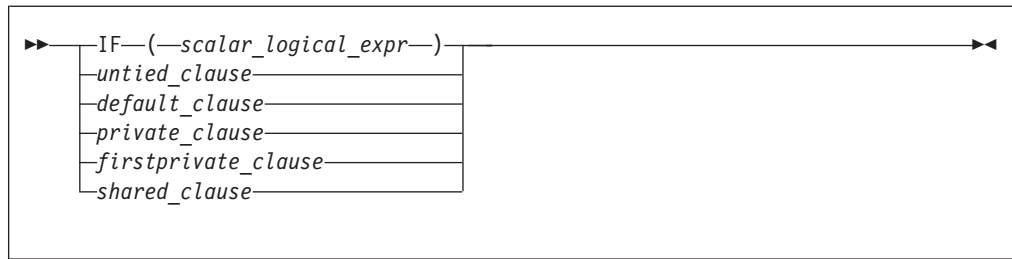 IF ( scalar_logical_expr )
untied_clause
default_clause
private_clause
firstprivate_clause
shared_clause